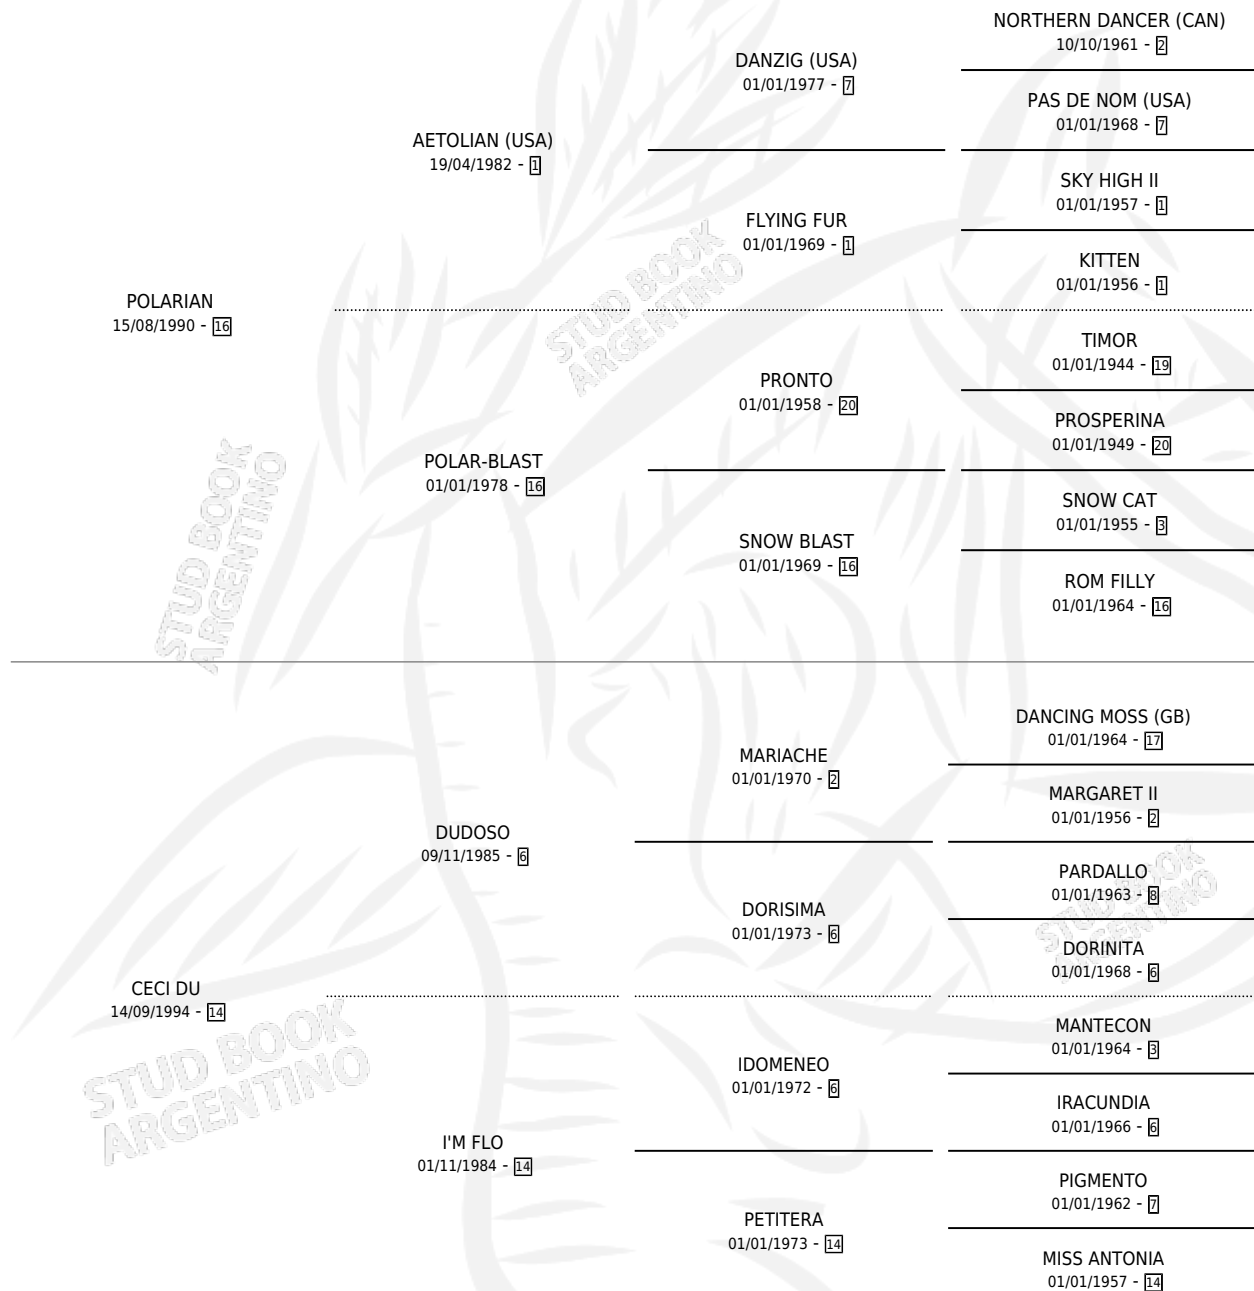 NORTHERN DANCER (CAN)
10/10/1961 - 2
DANZIG (USA)
01/01/1977 - 7
PAS DE NOM (USA)
01/01/1968 - 7
AETOLIAN (USA)
19/04/1982 - 1
SKY HIGH II
01/01/1957 - 1
FLYING FUR
01/01/1969 - 1
KITTEN
01/01/1956 - 1
POLARIAN
15/08/1990 - 16
TIMOR
01/01/1944 - 19
PRONTO
01/01/1958 - 20
PROSPERINA
01/01/1949 - 20
POLAR-BLAST
01/01/1978 - 16
SNOW CAT
01/01/1955 - 3
SNOW BLAST
01/01/1969 - 16
ROM FILLY
01/01/1964 - 16
STUD BOOK
ARGENTINO
STUD BOOK
ARGENTINO
DANCING MOSS (GB)
01/01/1964 - 17
MARIACHE
01/01/1970 - 2
MARGARET II
01/01/1956 - 2
DUDOSO
09/11/1985 - 6
PARDALLO
01/01/1963 - 8
DORISIMA
01/01/1973 - 6
DORINITA
01/01/1968 - 6
CECI DU
14/09/1994 - 14
MANTECON
01/01/1964 - 3
IDOMENEO
01/01/1972 - 6
IRACUNDIA
01/01/1966 - 6
I'M FLO
01/11/1984 - 14
PIGMENTO
01/01/1962 - 7
PETITERA
01/01/1973 - 14
MISS ANTONIA
01/01/1957 - 14
STUD BOOK
ARGENTINO
STUD BOOK
ARGENTINO